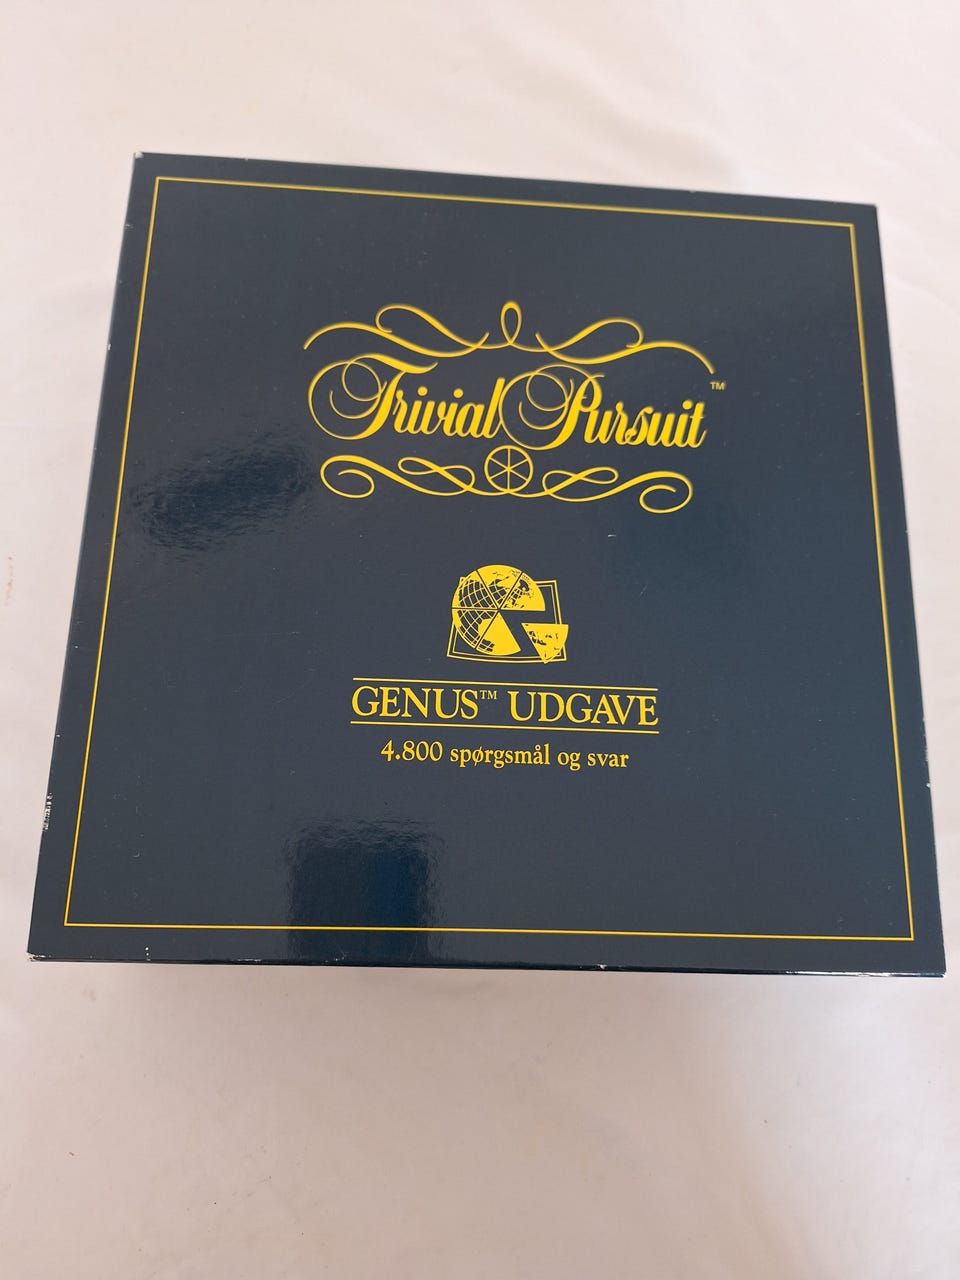 Trivial Pursuit™
GENUS™ UDGAVE
4.800 spørgsmål og svar